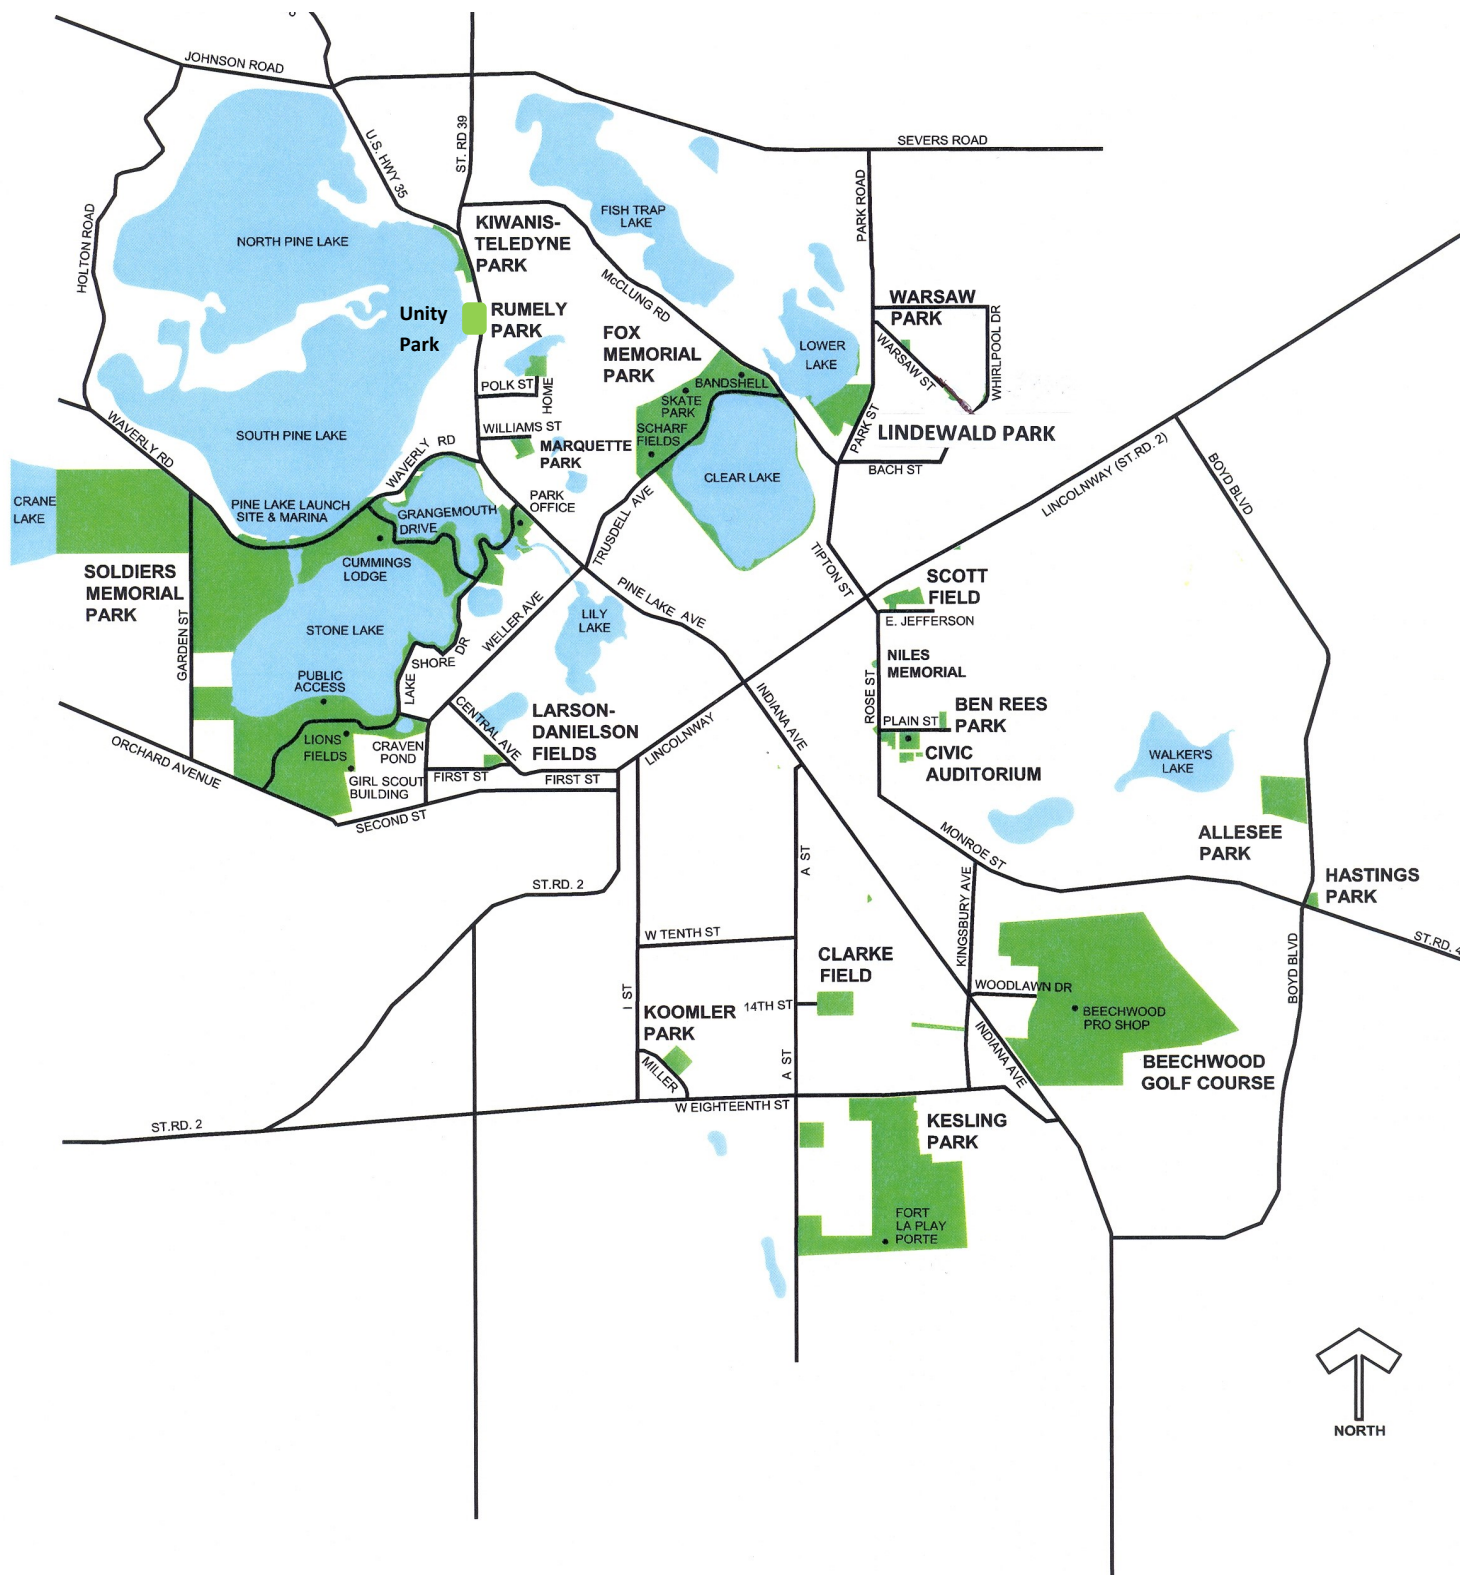 JOHNSON ROAD
U.S. HWY 35
ST. RD 39
SEVERS ROAD
PARK ROAD
HOLTON ROAD
NORTH PINE LAKE
KIWANIS-
TELEDYNE
PARK
FISH TRAP
LAKE
McCLUNG RD
Unity
Park
RUMELY
PARK
FOX
MEMORIAL
PARK
WARSAW
PARK
WHIRLPOOL DR
WARSAW ST
LOWER
LAKE
POLK ST
HOME
BANDSHELL
SKATE
PARK
SCHARF
FIELDS
WILLIAMS ST
MARQUETTE
PARK
PARK ST
LINDEWALD PARK
BACH ST
SOUTH PINE LAKE
WAVERLY RD
WAVERLY RD
CLEAR LAKE
LINCOLNWAY (ST.RD. 2)
BOYD BLVD
CRANE
LAKE
PINE LAKE LAUNCH
SITE & MARINA
GRANGEMOUTH
DRIVE
PARK
OFFICE
TRUSDELL AVE
TIPTON ST
CUMMINGS
LODGE
SOLDIERS
MEMORIAL
PARK
GARDEN ST
STONE LAKE
WELLER AVE
PINE LAKE AVE
LILY
LAKE
SCOTT
FIELD
E. JEFFERSON
LAKE
SHORE
DR
PUBLIC
ACCESS
NILES
MEMORIAL
ROSE ST
BEN REES
PARK
PLAIN ST
CIVIC
AUDITORIUM
CENTRAL AVE
LARSON-
DANIELSON
FIELDS
LINCOLNWAY
INDIANA AVE
ORCHARD AVENUE
LIONS
FIELDS
CRAVEN
POND
GIRL SCOUT
BUILDING
FIRST ST
FIRST ST
SECOND ST
WALKER'S
LAKE
ALLESEE
PARK
MONROE ST
A ST
ST.RD. 2
HASTINGS
PARK
KINGSBURY AVE
W TENTH ST
CLARKE
FIELD
ST.RD. 4
BOYD BLVD
I ST
KOOMLER
PARK
14TH ST
WOODLAWN DR
BEECHWOOD
PRO SHOP
INDIANA AVE
A ST
MILLER
BEECHWOOD
GOLF COURSE
W EIGHTEENTH ST
ST.RD. 2
KESLING
PARK
FORT
LA PLAY
PORTE
NORTH